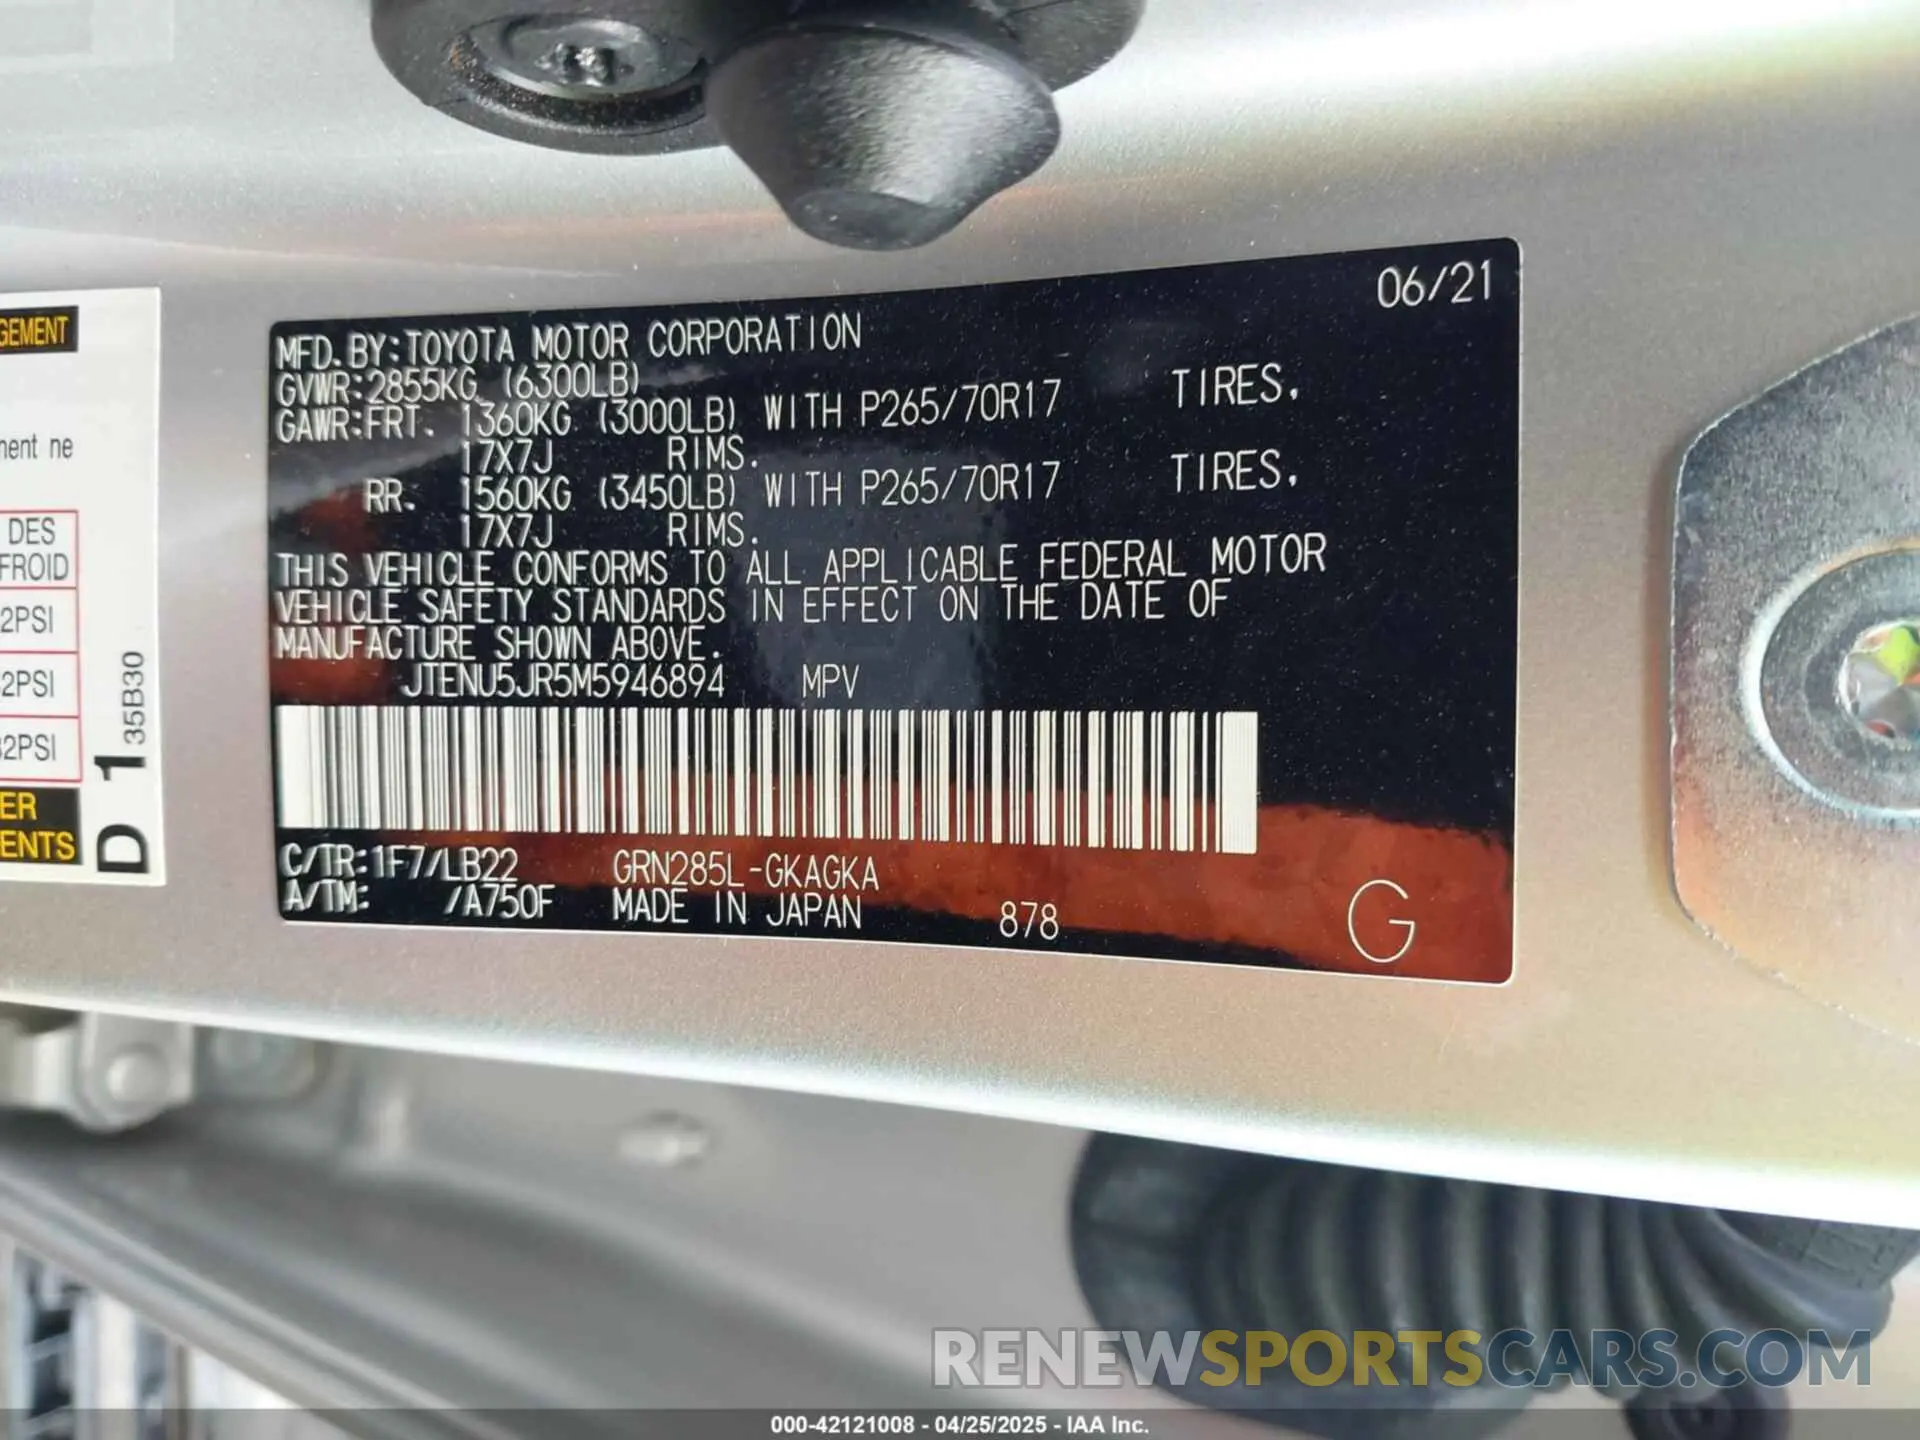 06/21
MFD.BY:TOYOTA MOTOR CORPORATION
GVWR:2855KG (6300LB)
GAWR:FRT. 1360KG (3000LB) WITH P265/70R17 TIRES.
17X7J RIMS.
RR. 1560KG (3450LB) WITH P265/70R17 TIRES.
17X7J RIMS.
THIS VEHICLE CONFORMS TO ALL APPLICABLE FEDERAL MOTOR
VEHICLE SAFETY STANDARDS IN EFFECT ON THE DATE OF
MANUFACTURE SHOWN ABOVE.
JTENU5JR5M5946894 MPV
C/TR:1F7/LB22 GRN285L-GKAGKA
A/TM: /A750F MADE IN JAPAN 878 G
GEMENT
ment ne
DES
FROID
2PSI
2PSI
32PSI
ER
ENTS
D 1 35B30
RENEWSPORTSCARS.COM
000-42121008 - 04/25/2025 - IAA Inc.